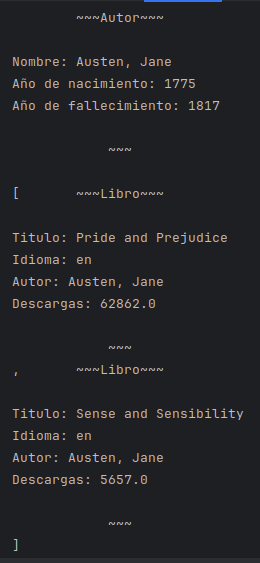 ~~~Autor~~~
Nombre: Austen, Jane
Año de nacimiento: 1775
Año de fallecimiento: 1817
~~~
[ ~~~Libro~~~
Titulo: Pride and Prejudice
Idioma: en
Autor: Austen, Jane
Descargas: 62862.0
~~~
, ~~~Libro~~~
Titulo: Sense and Sensibility
Idioma: en
Autor: Austen, Jane
Descargas: 5657.0
~~~
]